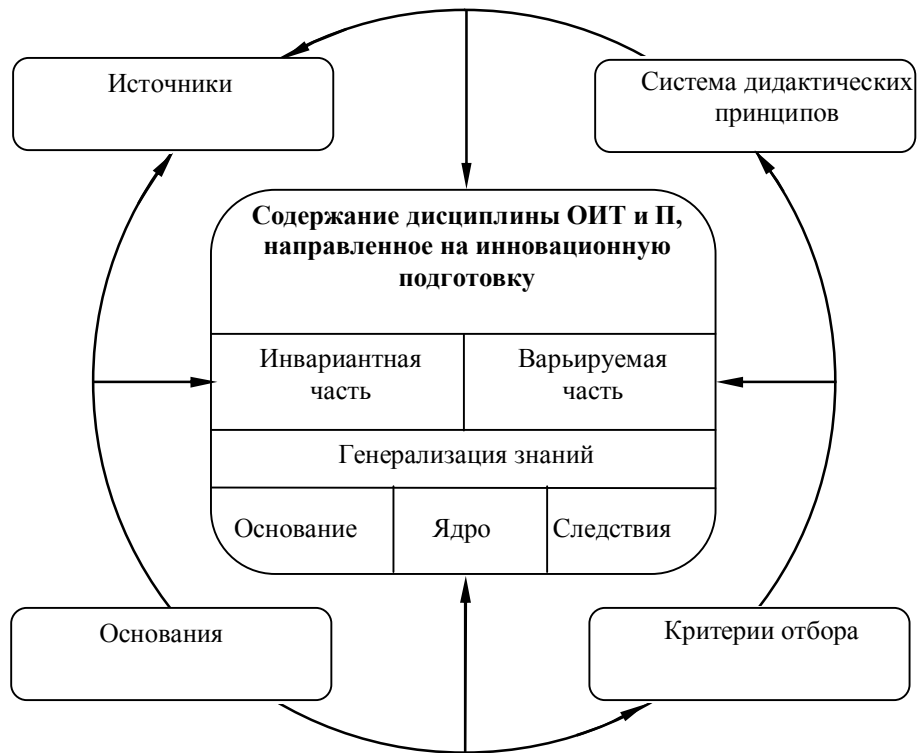 Источники
Система дидактических
принципов
Содержание дисциплины ОИТ и П,
направленное на инновационную
подготовку
Инвариантная
часть
Варьируемая
часть
Генерализация знаний
Основание
Ядро
Следствия
Основания
Критерии отбора